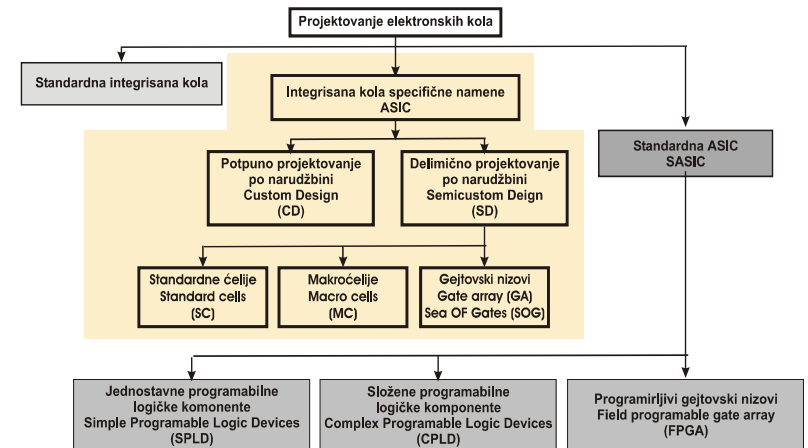 Projektovanje elektronskih kola
Standardna integrisana kola
Integrisana kola specifične namene
ASIC
Standardna ASIC
SASIC
Potpuno projektovanje
po narudžbini
Custom Design
(CD)
Delimično projektovanje
po narudžbini
Semicustom Deign
(SD)
Standardne ćelije
Standard cells
(SC)
Makroćelije
Macro cells
(MC)
Gejtovski nizovi
Gate array (GA)
Sea OF Gates (SOG)
Jednostavne programabilne
logičke komonente
Simple Programable Logic Devices
(SPLD)
Složene programabilne
logičke komponente
Complex Programable Logic Devices
(CPLD)
Programirljivi gejtovski nizovi
Field programable gate array
(FPGA)